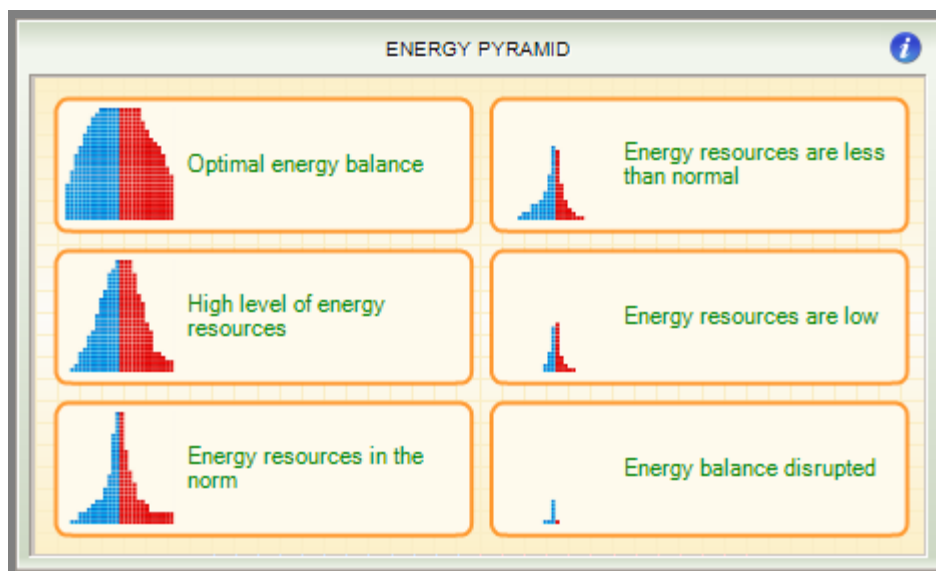 ENERGY PYRAMID
i
Optimal energy balance
High level of energy
resources
Energy resources in the
norm
Energy resources are less
than normal
Energy resources are low
Energy balance disrupted